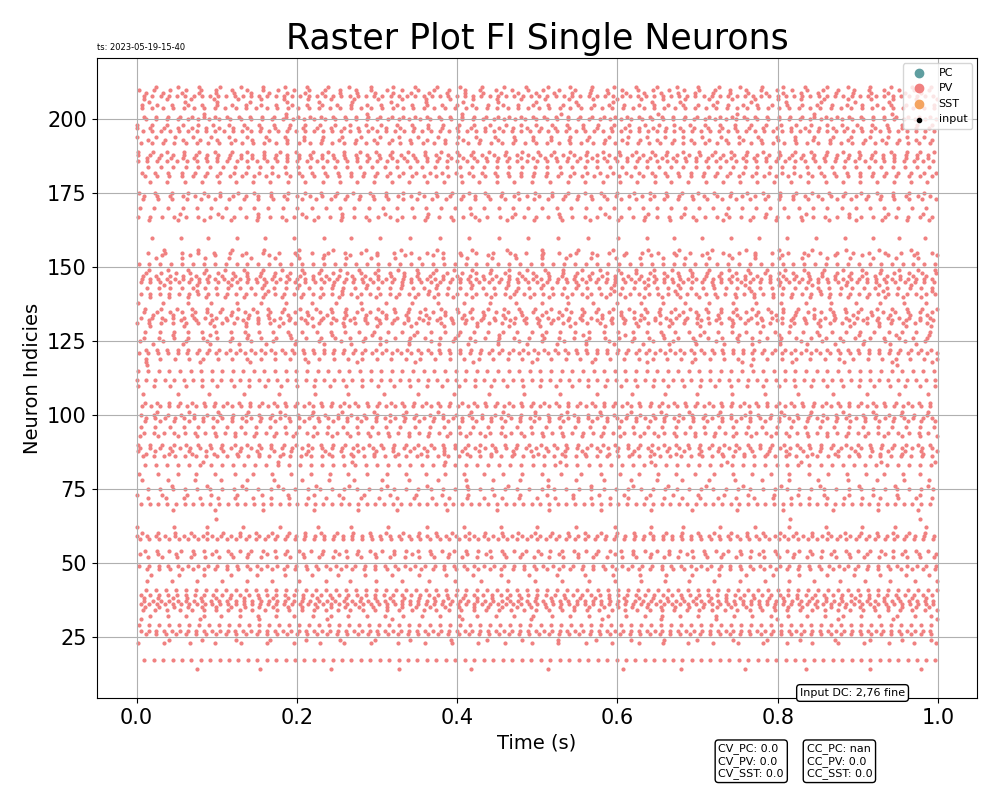 Raster Plot FI Single Neurons
ts: 2023-05-19-15-40
PC
PV
SST
input
200
175
150
125
100
75
50
25
Neuron Indicies
0.0 0.2 0.4 0.6 0.8 1.0
Time (s)
Input DC: 2,76 fine
CV_PC: 0.0
CV_PV: 0.0
CV_SST: 0.0
CC_PC: nan
CC_PV: 0.0
CC_SST: 0.0